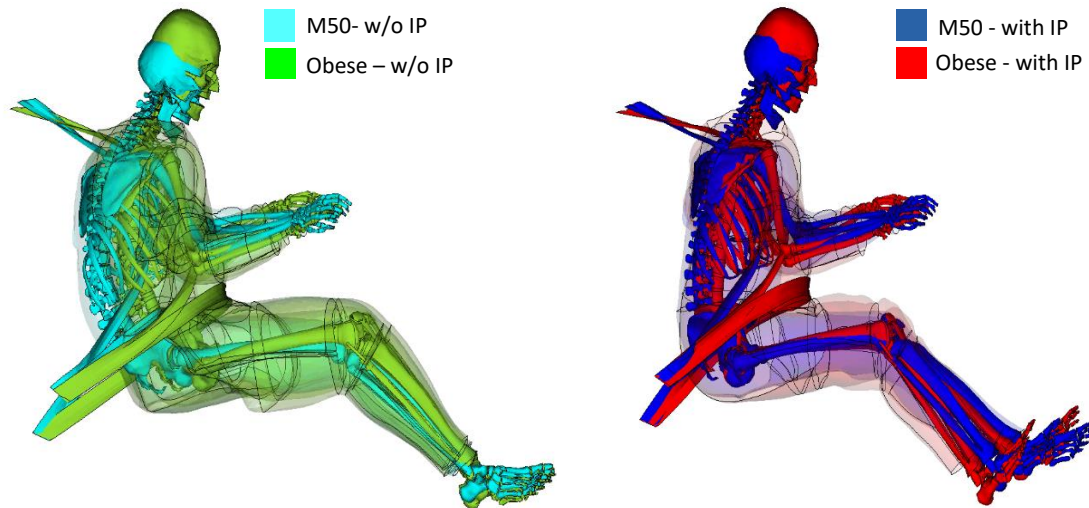 M50- w/o IP
Obese – w/o IP
M50 - with IP
Obese - with IP